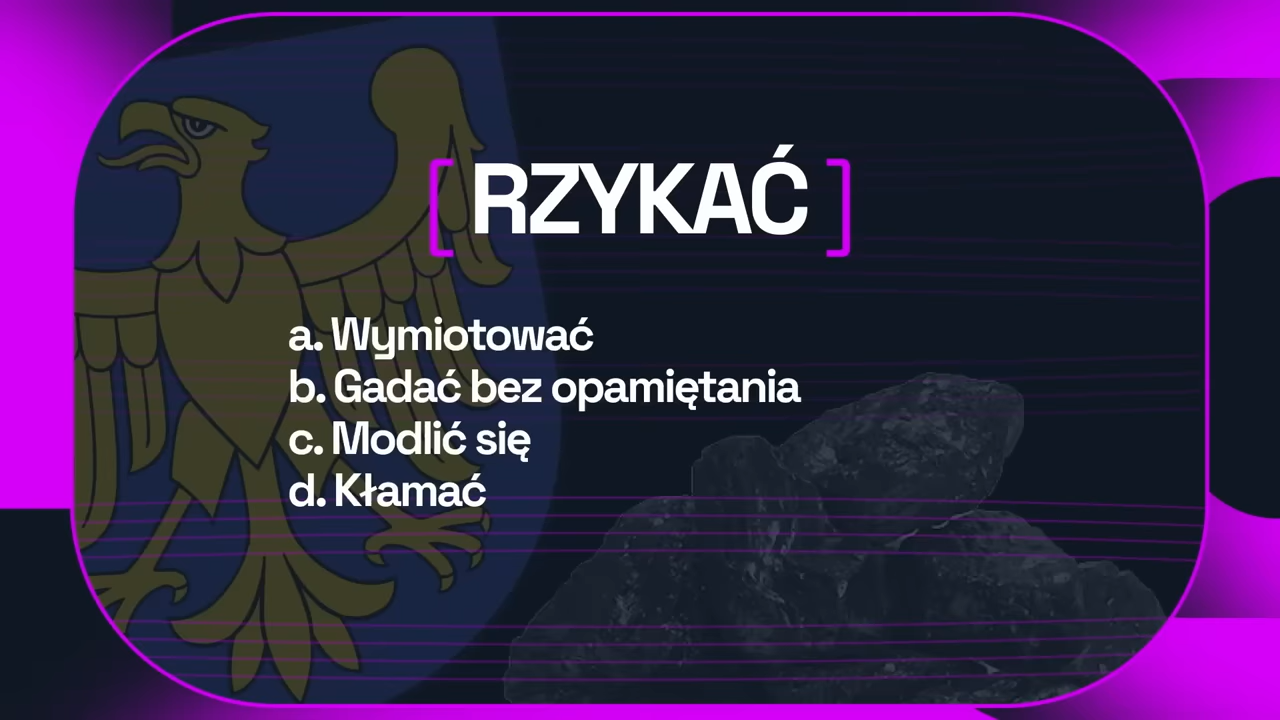 [ RZYKAĆ ]
a. Wymiotować
b. Gadać bez opamiętania
c. Modlić się
d. Kłamać